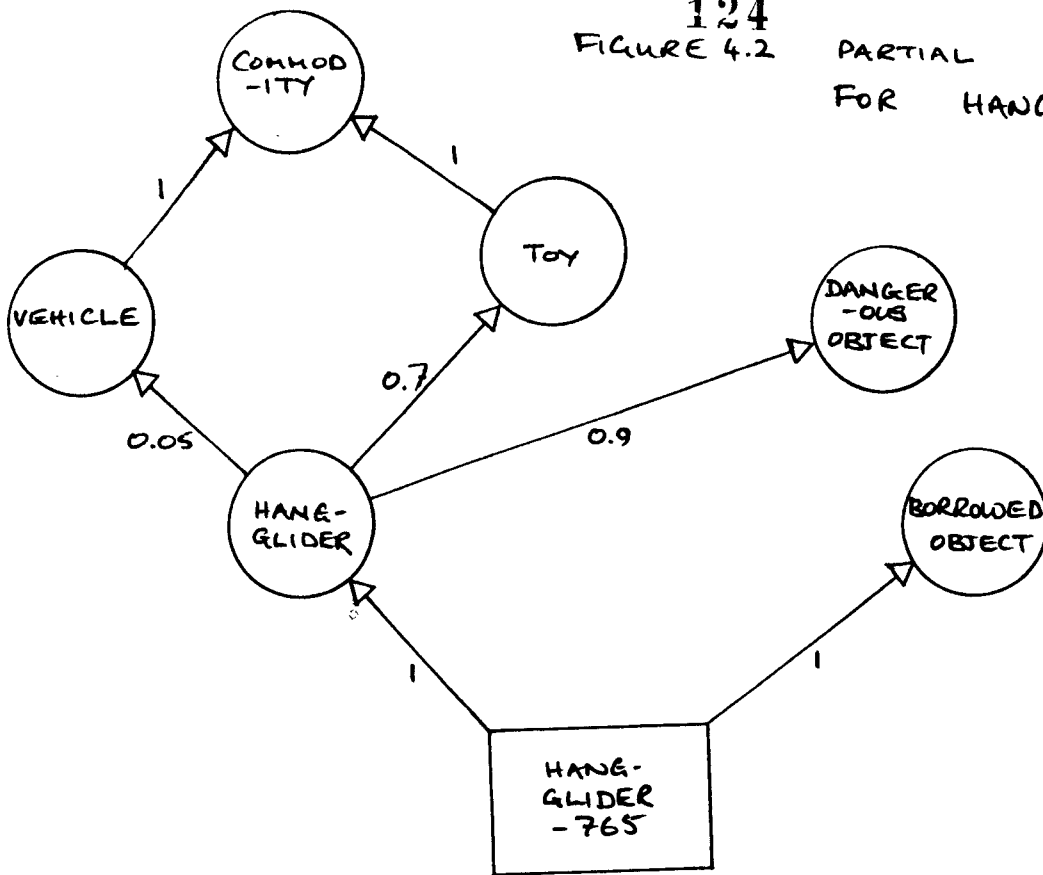 124
FIGURE 4.2 PARTIAL
FOR HANG
COMMOD
-ITY
1
1
TOY
VEHICLE
DANGER
-OUS
OBJECT
0.7
0.05
0.9
HANG-
GLIDER
BORROWED
OBJECT
1
1
HANG-
GLIDER
-765